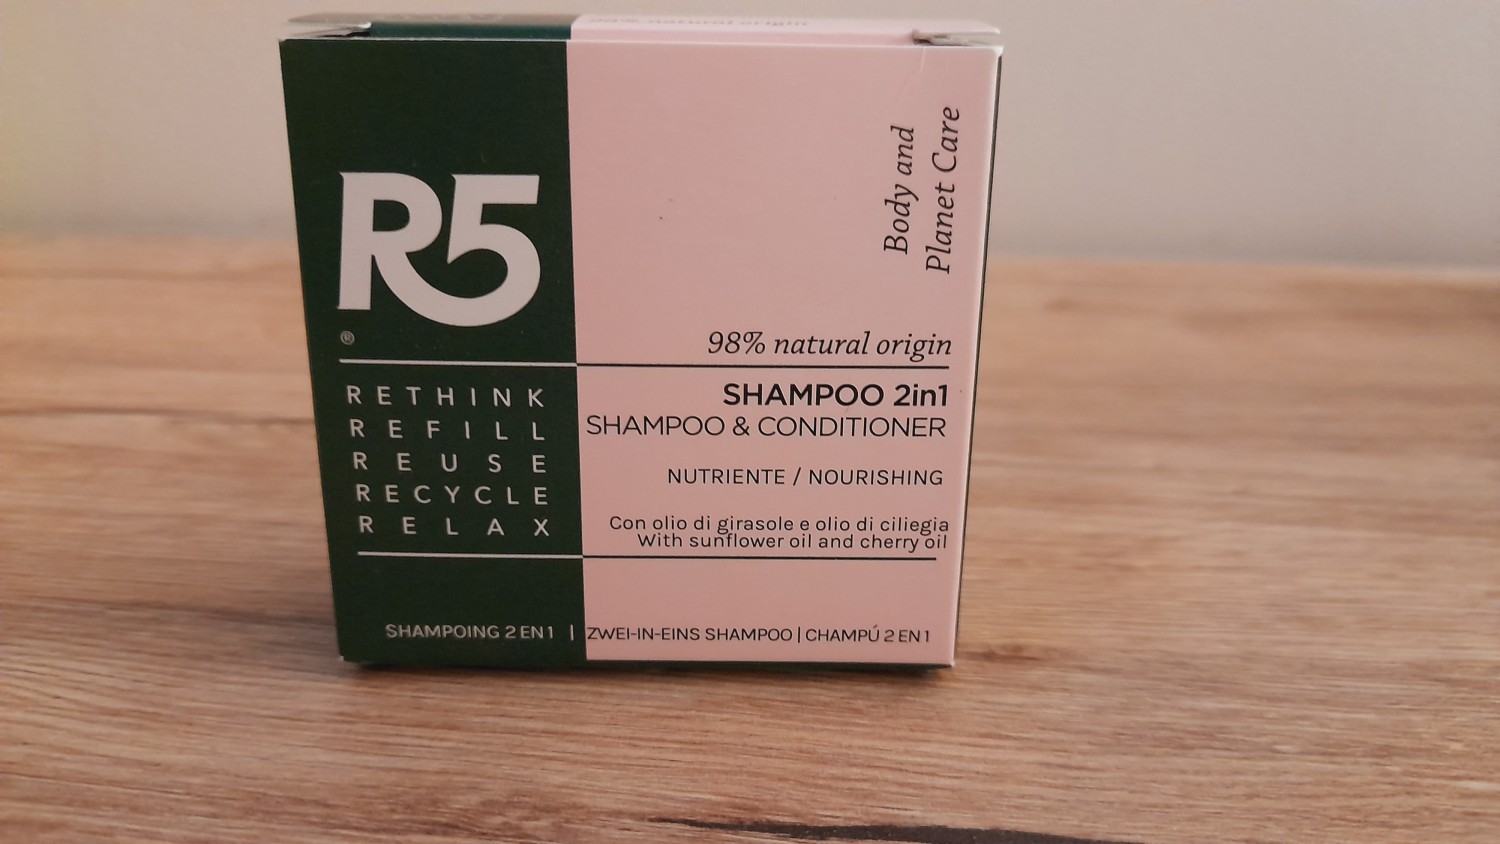 R5
®
RETHINK
REFILL
REUSE
RECYCLE
RELAX
Body and
Planet Care
98% natural origin
SHAMPOO 2in1
SHAMPOO & CONDITIONER
NUTRIENTE / NOURISHING
Con olio di girasole e olio di ciliegia
With sunflower oil and cherry oil
SHAMPOING 2 EN 1 | ZWEI-IN-EINS SHAMPOO | CHAMPÚ 2 EN 1